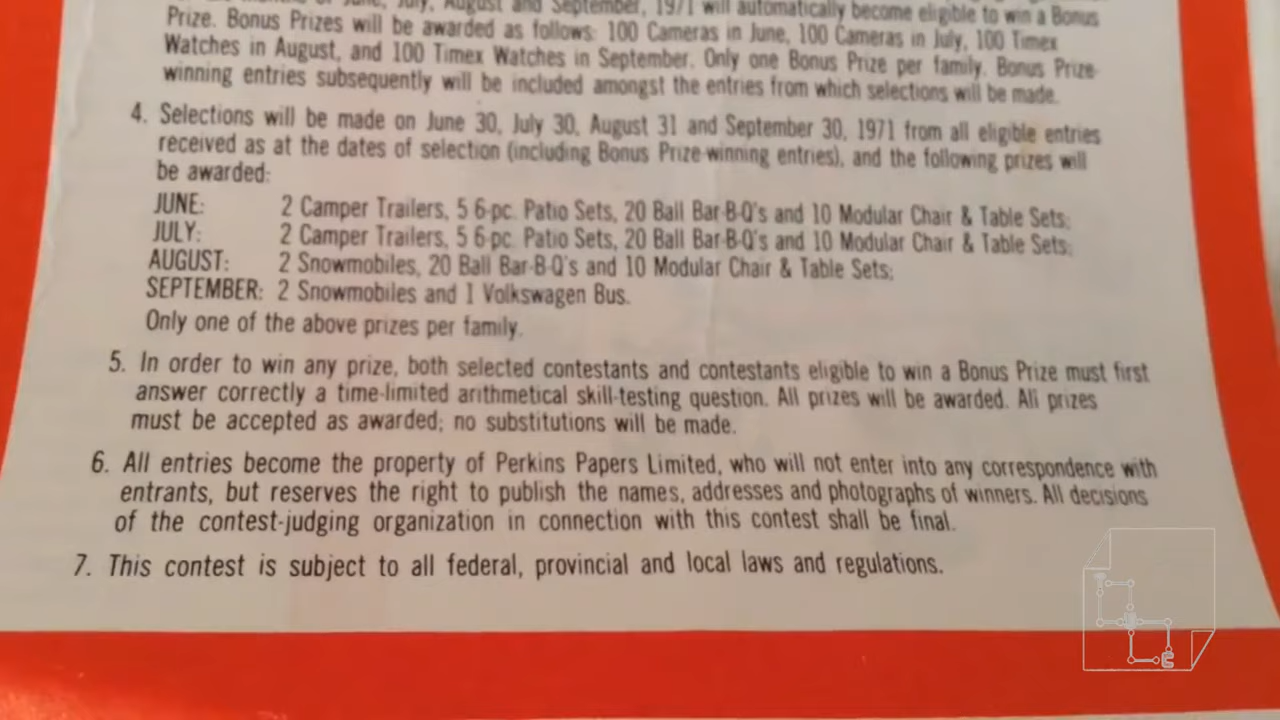 June, July, August and September, 1971 will automatically become eligible to win a Bonus
Prize. Bonus Prizes will be awarded as follows: 100 Cameras in June, 100 Cameras in July, 100 Timex
Watches in August, and 100 Timex Watches in September. Only one Bonus Prize per family. Bonus Prize-
winning entries subsequently will be included amongst the entries from which selections will be made.
4. Selections will be made on June 30, July 30, August 31 and September 30, 1971 from all eligible entries
received as at the dates of selection (including Bonus Prize-winning entries), and the following prizes will
be awarded:
JUNE: 2 Camper Trailers, 5 6-pc. Patio Sets, 20 Ball Bar-B-Q's and 10 Modular Chair & Table Sets;
JULY: 2 Camper Trailers, 5 6-pc. Patio Sets, 20 Ball Bar-B-Q's and 10 Modular Chair & Table Sets;
AUGUST: 2 Snowmobiles, 20 Ball Bar-B-Q's and 10 Modular Chair & Table Sets;
SEPTEMBER: 2 Snowmobiles and 1 Volkswagen Bus.
Only one of the above prizes per family.
5. In order to win any prize, both selected contestants and contestants eligible to win a Bonus Prize must first
answer correctly a time-limited arithmetical skill-testing question. All prizes will be awarded. All prizes
must be accepted as awarded; no substitutions will be made.
6. All entries become the property of Perkins Papers Limited, who will not enter into any correspondence with
entrants, but reserves the right to publish the names, addresses and photographs of winners. All decisions
of the contest-judging organization in connection with this contest shall be final.
7. This contest is subject to all federal, provincial and local laws and regulations.